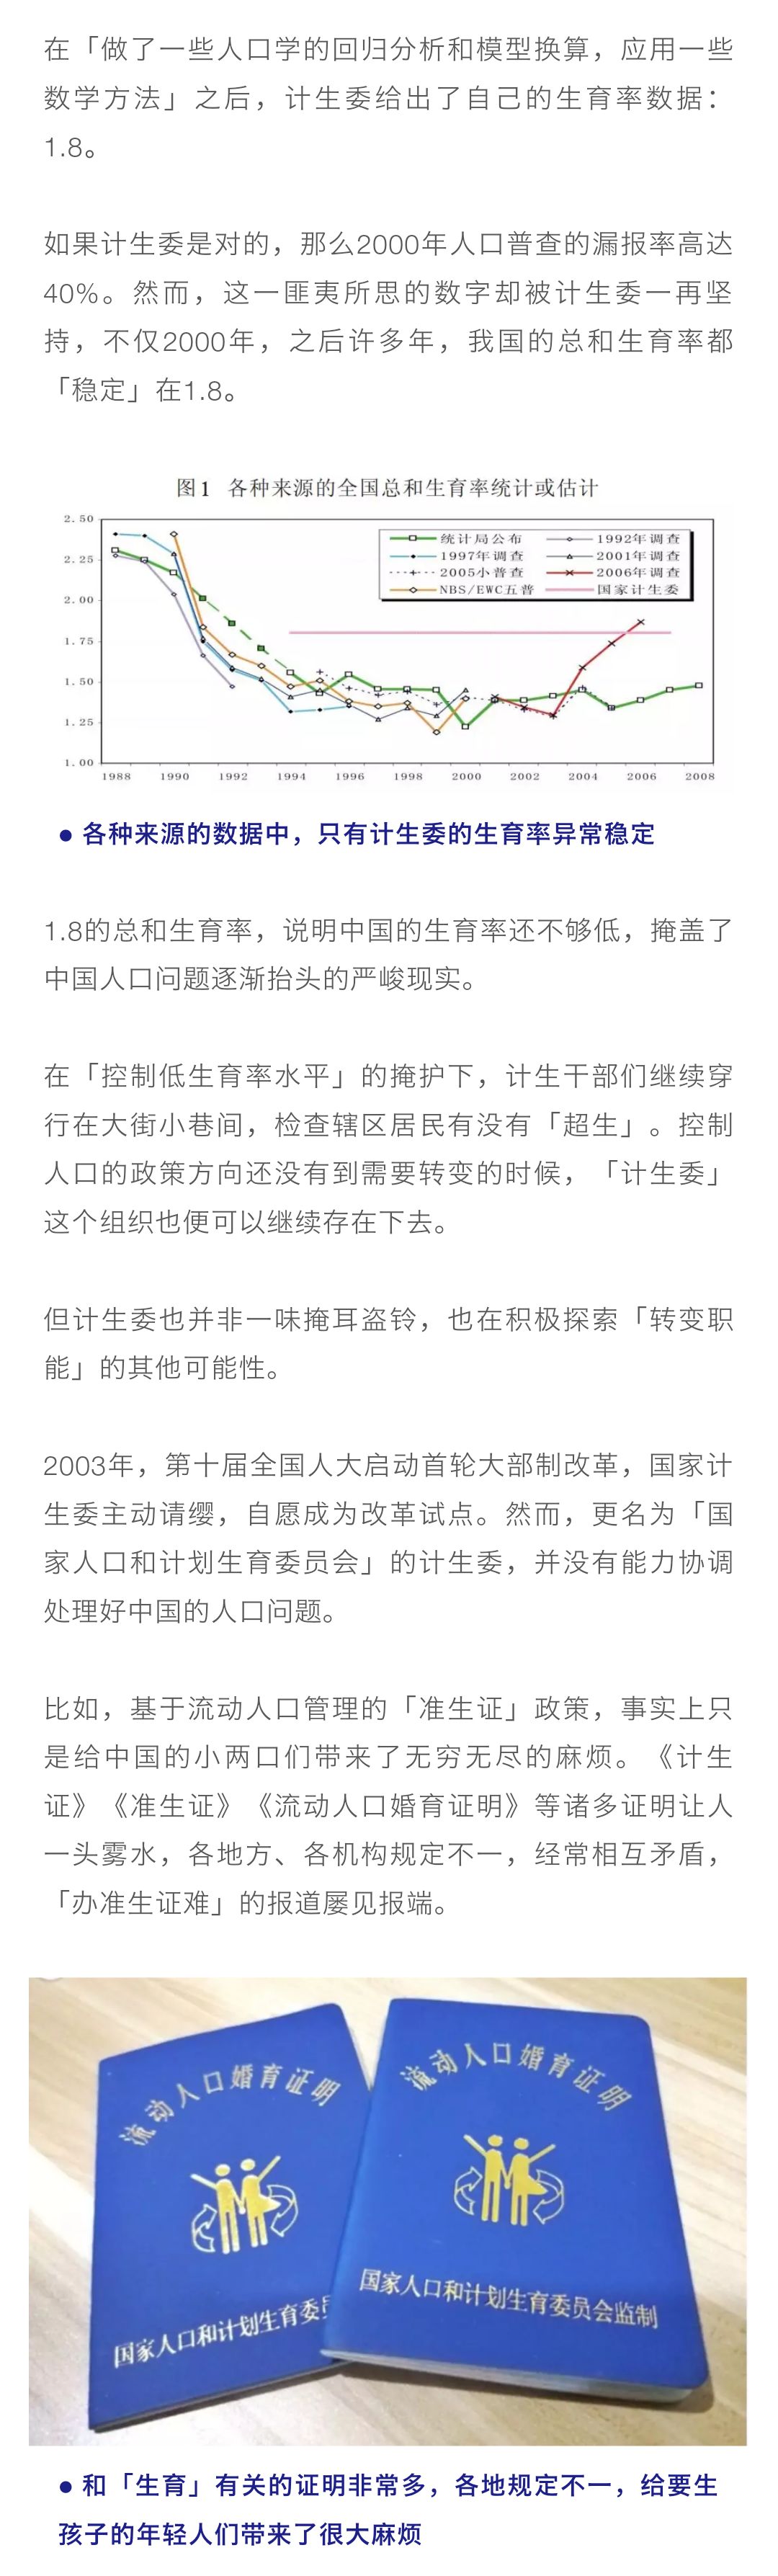 在「做了一些人口学的回归分析和模型换算，应用一些
数学方法」之后，计生委给出了自己的生育率数据：
1.8。
如果计生委是对的，那么2000年人口普查的漏报率高达
40%。然而，这一匪夷所思的数字却被计生委一再坚
持，不仅2000年，之后许多年，我国的总和生育率都
「稳定」在1.8。
图1 各种来源的全国总和生育率统计或估计
2.50
2.25
2.00
1.75
1.50
1.25
1.00
统计局公布 1992年调查
1997年调查 2001年调查
2005小普查 2006年调查
NBS/EWC五普 国家计生委
1988 1990 1992 1994 1996 1998 2000 2002 2004 2006 2008
● 各种来源的数据中，只有计生委的生育率异常稳定
1.8的总和生育率，说明中国的生育率还不够低，掩盖了
中国人口问题逐渐抬头的严峻现实。
在「控制低生育率水平」的掩护下，计生干部们继续穿
行在大街小巷间，检查辖区居民有没有「超生」。控制
人口的政策方向还没有到需要转变的时候，「计生委」
这个组织也便可以继续存在下去。
但计生委也并非一味掩耳盗铃，也在积极探索「转变职
能」的其他可能性。
2003年，第十届全国人大启动首轮大部制改革，国家计
生委主动请缨，自愿成为改革试点。然而，更名为「国
家人口和计划生育委员会」的计生委，并没有能力协调
处理好中国的人口问题。
比如，基于流动人口管理的「准生证」政策，事实上只
是给中国的小两口们带来了无穷无尽的麻烦。《计生
证》《准生证》《流动人口婚育证明》等诸多证明让人
一头雾水，各地方、各机构规定不一，经常相互矛盾，
「办准生证难」的报道屡见报端。
流动人口婚育证明
国家人口和计划生育委员
流动人口婚育证明
国家人口和计划生育委员会监制
● 和「生育」有关的证明非常多，各地规定不一，给要生
孩子的年轻人们带来了很大麻烦